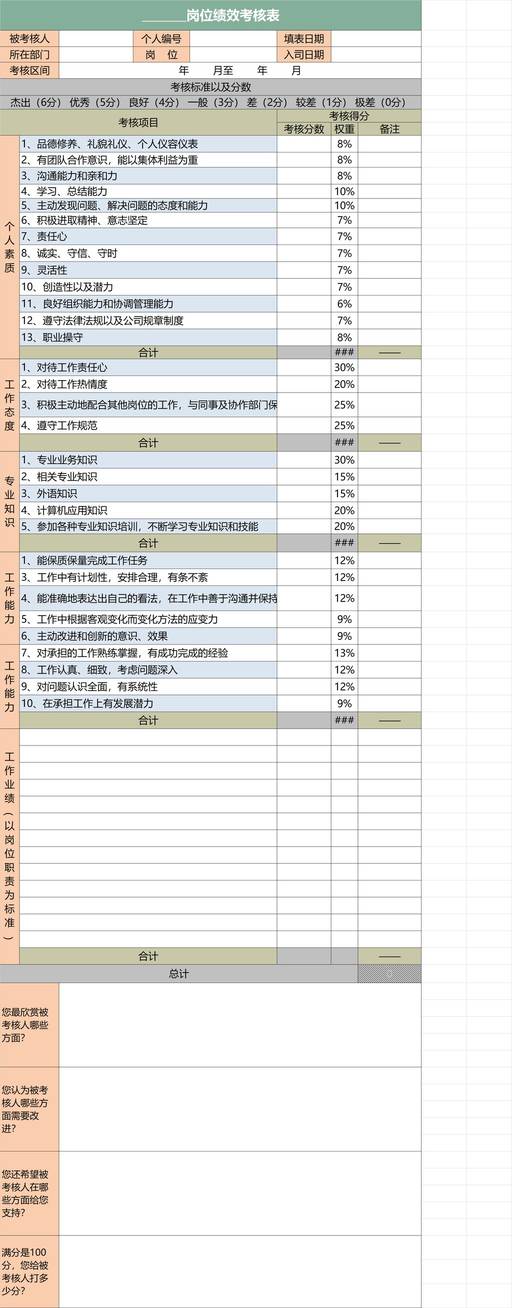 ______岗位绩效考核表
被考核人 个人编号 填表日期
所在部门 岗 位 入司日期
考核区间 年 月至 年 月
考核标准以及分数
杰出（6分） 优秀（5分） 良好（4分） 一般（3分） 差（2分） 较差（1分） 极差（0分）
考核项目 考核得分
考核分数 权重 备注
个人素质
1、品德修养、礼貌礼仪、个人仪容仪表 8%
2、有团队合作意识，能以集体利益为重 8%
3、沟通能力和亲和力 8%
4、学习、总结能力 10%
5、主动发现问题、解决问题的态度和能力 10%
6、积极进取精神、意志坚定 7%
7、责任心 7%
8、诚实、守信、守时 7%
9、灵活性 7%
10、创造性以及潜力 7%
11、良好组织能力和协调管理能力 6%
12、遵守法律法规以及公司规章制度 7%
13、职业操守 8%
合计 ### ——
工作态度
1、对待工作责任心 30%
2、对待工作热情度 20%
3、积极主动地配合其他岗位的工作，与同事及协作部门保 25%
4、遵守工作规范 25%
合计 ### ——
专业知识
1、专业业务知识 30%
2、相关专业知识 15%
3、外语知识 15%
4、计算机应用知识 20%
5、参加各种专业知识培训，不断学习专业知识和技能 20%
合计 ### ——
工作能力
1、能保质保量完成工作任务 12%
3、工作中有计划性，安排合理，有条不紊 12%
4、能准确地表达出自己的看法，在工作中善于沟通并保持 12%
5、工作中根据客观变化而变化方法的应变力 9%
6、主动改进和创新的意识、效果 9%
工作能力
7、对承担的工作熟练掌握，有成功完成的经验 13%
8、工作认真、细致，考虑问题深入 12%
9、对问题认识全面，有系统性 12%
10、在承担工作上有发展潜力 9%
合计 ### ——
工作业绩（以岗位职责为标准）
合计 ——
总计 0
您最欣赏被
考核人哪些
方面？
您认为被考
核人哪些方
面需要改
进？
您还希望被
考核人在哪
些方面给您
支持？
满分是100
分，您给被
考核人打多
少分？